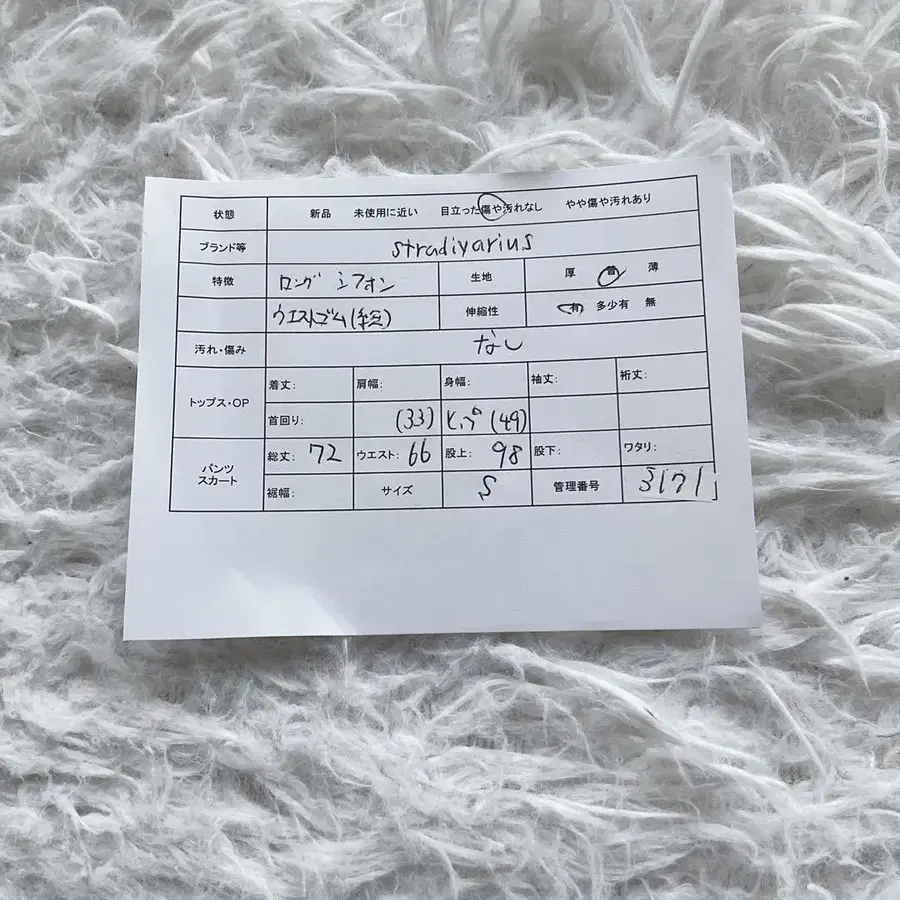 状態 新品 未使用に近い 目立った傷や汚れなし やや傷や汚れあり
ブランド等 stradivarius
特徴 ロング シフォン 生地 厚 普 薄
ウエストゴム(総) 伸縮性 有 多少有 無
汚れ・傷み なし
トップス・OP 着丈: 肩幅: 身幅: 袖丈: 裄丈:
首回り: (33) ヒップ (49)
パンツ スカート 総丈: 72 ウエスト: 66 股上: 98 股下: ワタリ:
裾幅: サイズ S 管理番号 3171